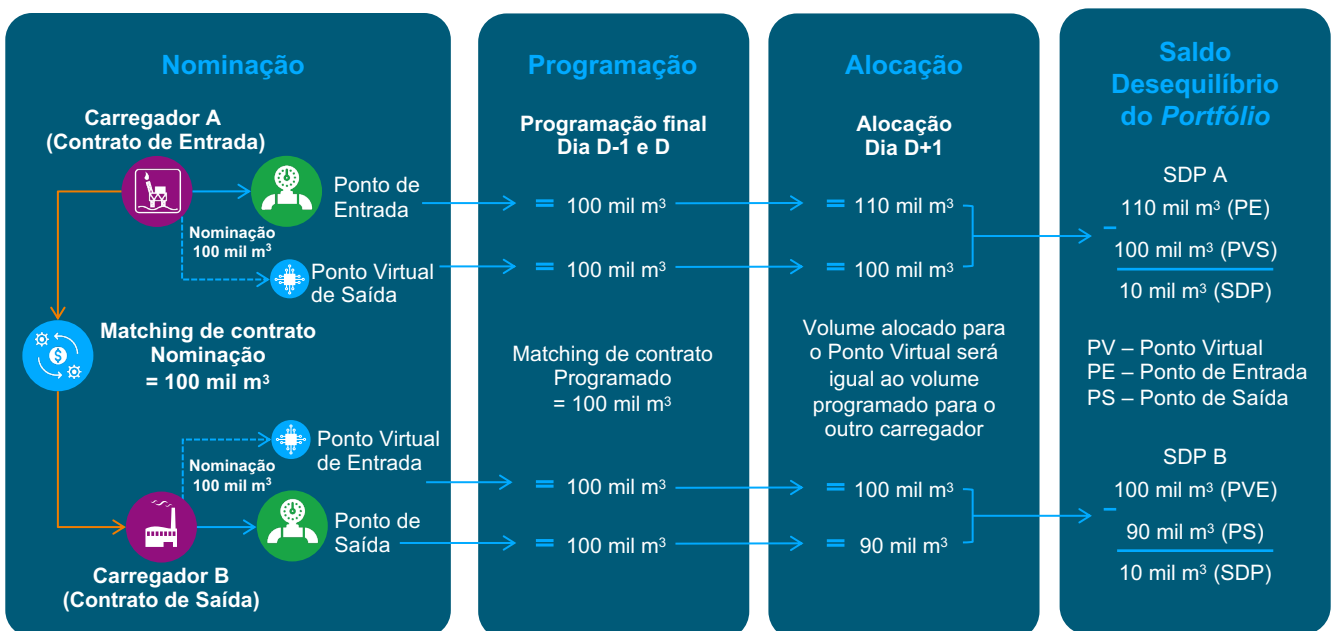 Nominação
Carregador A
(Contrato de Entrada)
Ponto de
Entrada
Nominação
100 mil m³
Ponto Virtual
de Saída
Matching de contrato
Nominação
= 100 mil m³
Ponto Virtual
de Entrada
Nominação
100 mil m³
Ponto de
Saída
Carregador B
(Contrato de Saída)
Programação
Programação final
Dia D-1 e D
= 100 mil m³
= 100 mil m³
Matching de contrato
Programado
= 100 mil m³
= 100 mil m³
= 100 mil m³
Alocação
Alocação
Dia D+1
= 110 mil m³
= 100 mil m³
Volume alocado para
o Ponto Virtual será
igual ao volume
programado para o
outro carregador
= 100 mil m³
= 90 mil m³
Saldo
Desequilíbrio
do Portfólio
SDP A
110 mil m³ (PE)
–
100 mil m³ (PVS)
10 mil m³ (SDP)
PV – Ponto Virtual
PE – Ponto de Entrada
PS – Ponto de Saída
SDP B
100 mil m³ (PVE)
–
90 mil m³ (PS)
10 mil m³ (SDP)